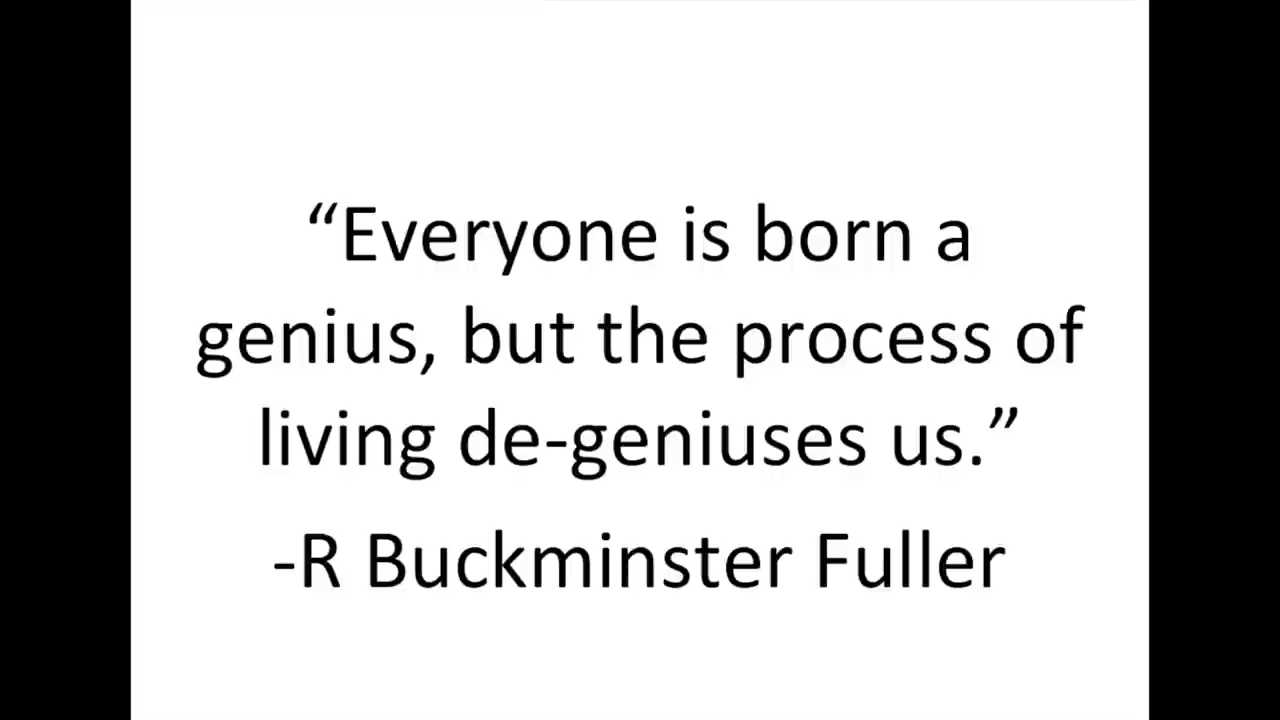 “Everyone is born a
genius, but the process of
living de-geniuses us.”
-R Buckminster Fuller